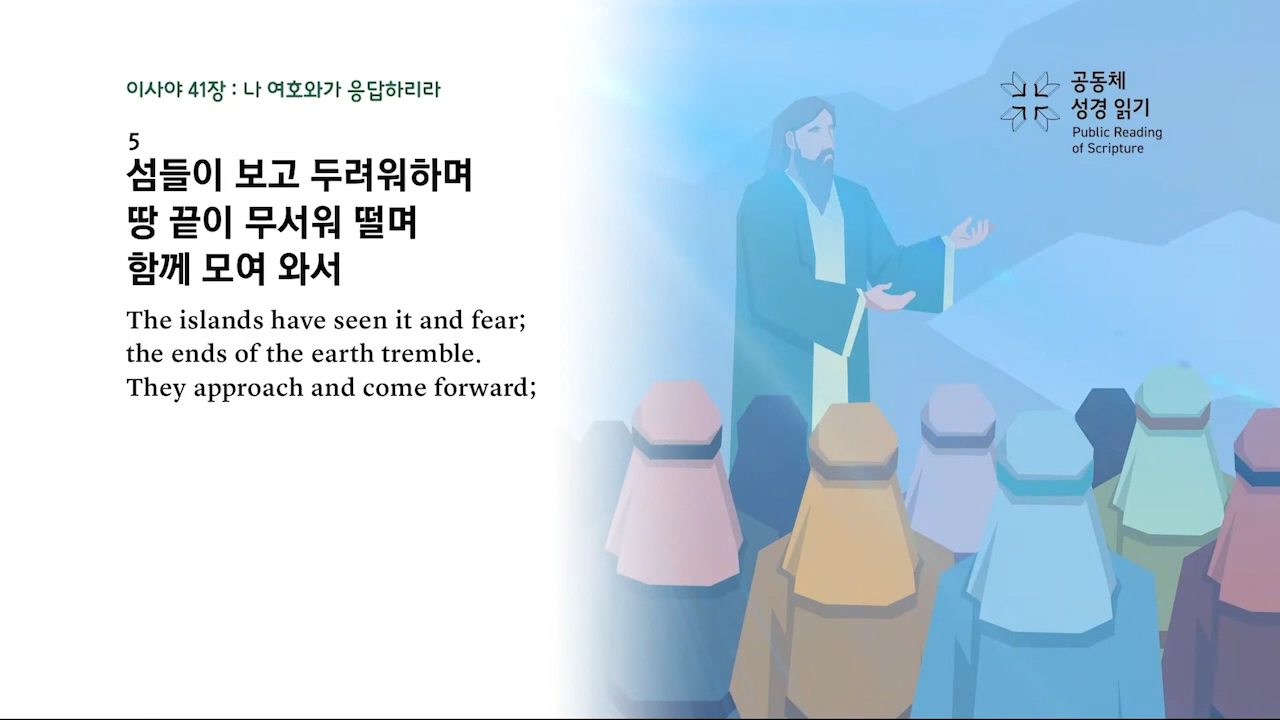 이사야 41장 : 나 여호와가 응답하리라
5
섬들이 보고 두려워하며
땅 끝이 무서워 떨며
함께 모여 와서
The islands have seen it and fear;
the ends of the earth tremble.
They approach and come forward;
공동체
성경 읽기
Public Reading
of Scripture